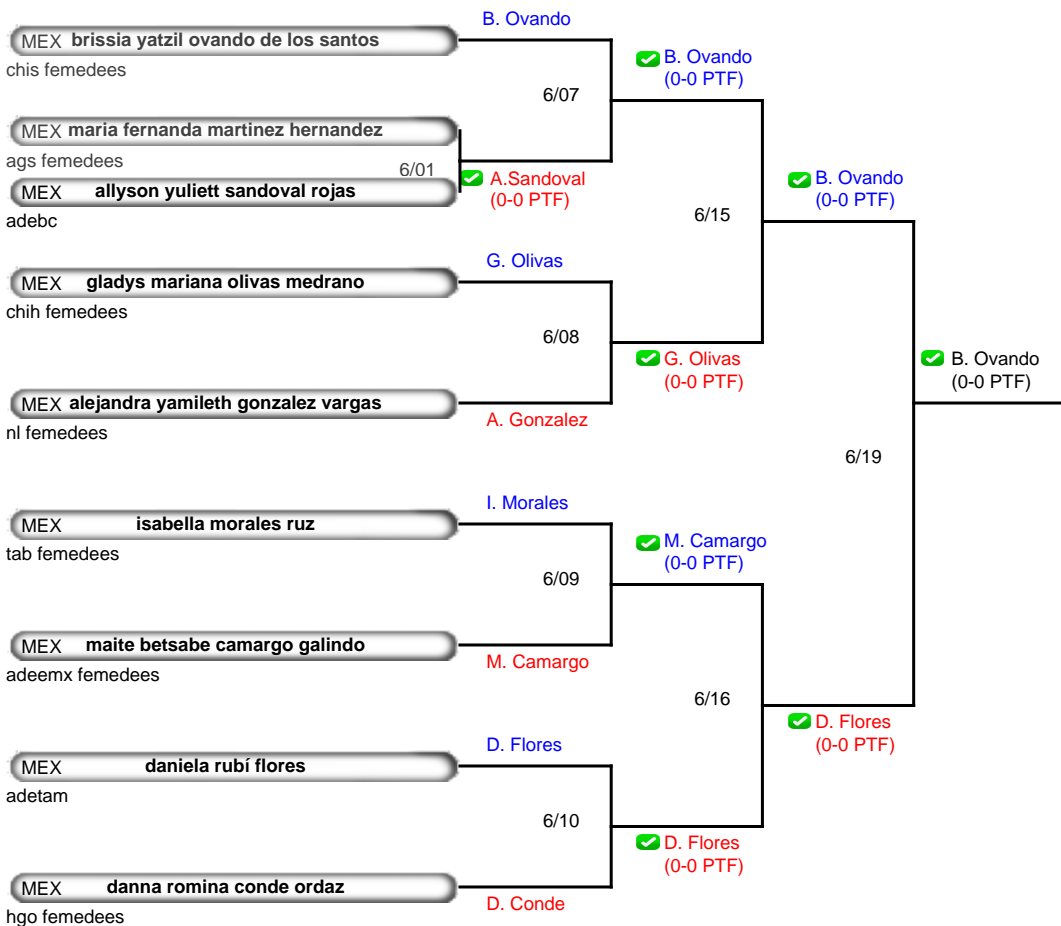 B. Ovando
MEX brissia yatzil ovando de los santos
chis femedees
B. Ovando
(0-0 PTF)
6/07
MEX maria fernanda martinez hernandez
ags femedees
6/01
A.Sandoval
(0-0 PTF)
MEX allyson yuliett sandoval rojas
adebc
B. Ovando
(0-0 PTF)
6/15
G. Olivas
MEX gladys mariana olivas medrano
chih femedees
6/08
G. Olivas
(0-0 PTF)
B. Ovando
(0-0 PTF)
MEX alejandra yamileth gonzalez vargas
A. Gonzalez
nl femedees
6/19
I. Morales
MEX isabella morales ruz
tab femedees
M. Camargo
(0-0 PTF)
6/09
MEX maite betsabe camargo galindo
M. Camargo
adeemx femedees
6/16
D. Flores
(0-0 PTF)
D. Flores
MEX daniela rubí flores
adetam
6/10
D. Flores
(0-0 PTF)
MEX danna romina conde ordaz
D. Conde
hgo femedees